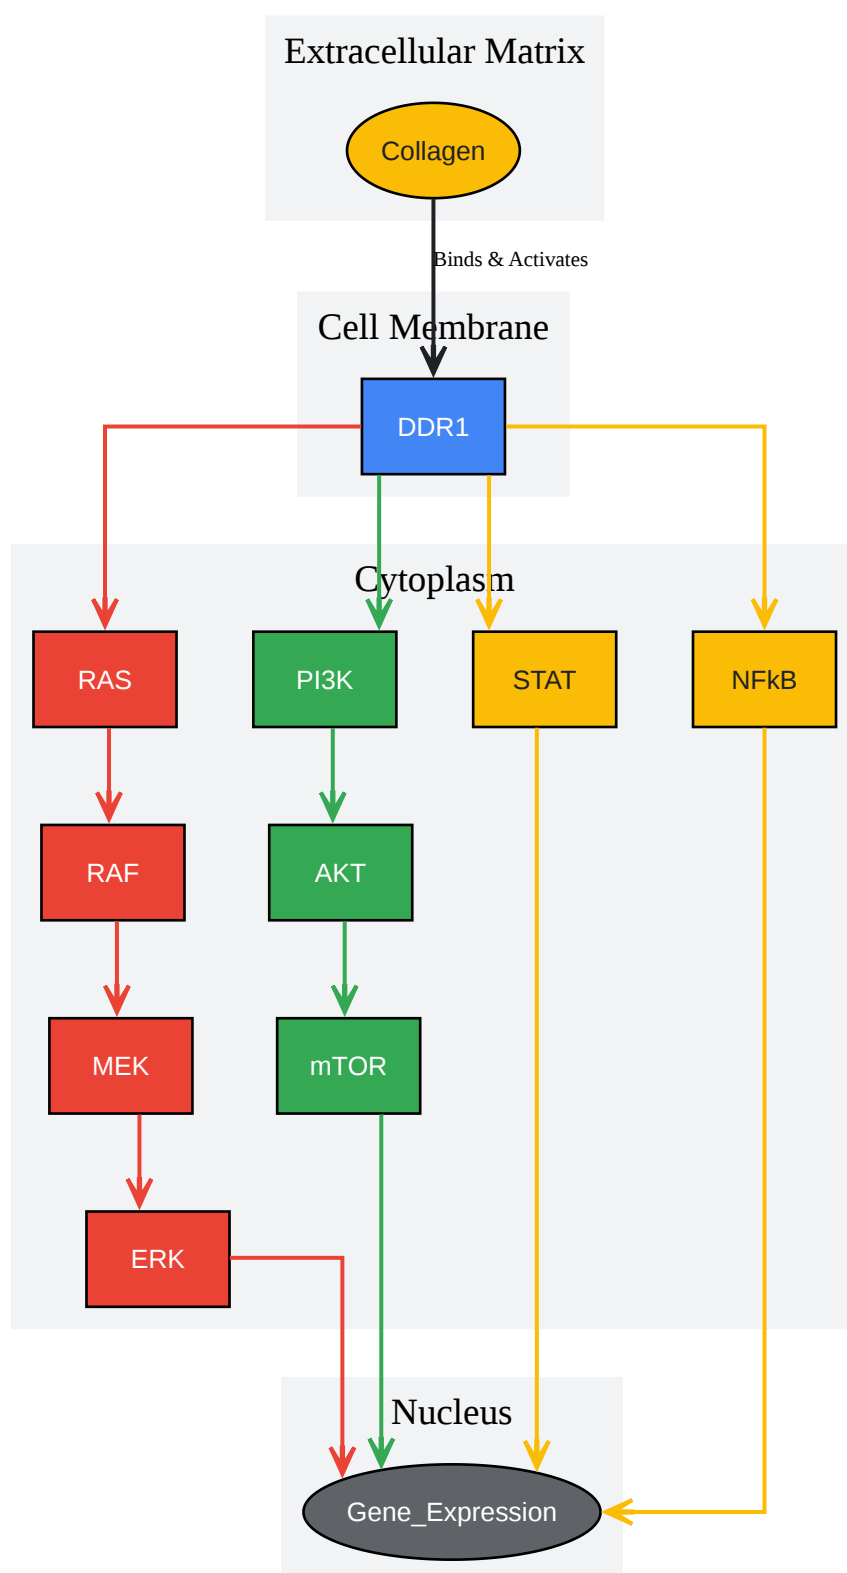 Extracellular Matrix
Collagen
Binds & Activates
Cell Membrane
DDR1
Cytoplasm
RAS
PI3K
STAT
NFkB
RAF
AKT
MEK
mTOR
ERK
Nucleus
Gene_Expression